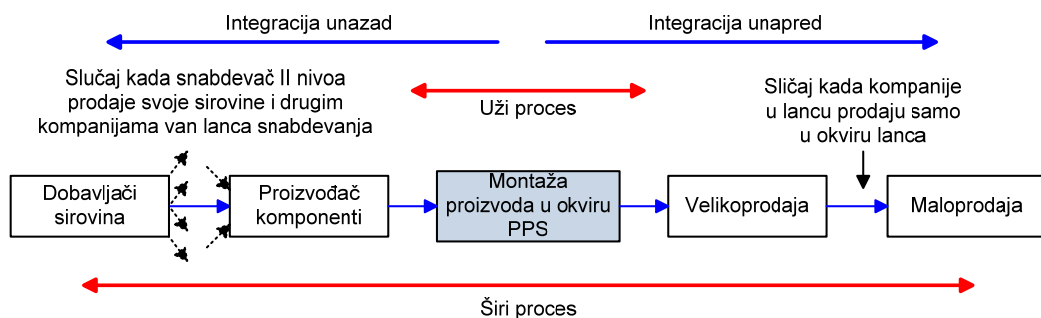 Integracija unazad
Integracija unapred
Slučaj kada snabdevač II nivoa
prodaje svoje sirovine i drugim
kompanijama van lanca snabdevanja
Uži proces
Sličaj kada kompanije
u lancu prodaju samo
u okviru lanca
Dobavljači
sirovina
Proizvođač
komponenti
Montaža
proizvoda u okviru
PPS
Velikoprodaja
Maloprodaja
Širi proces